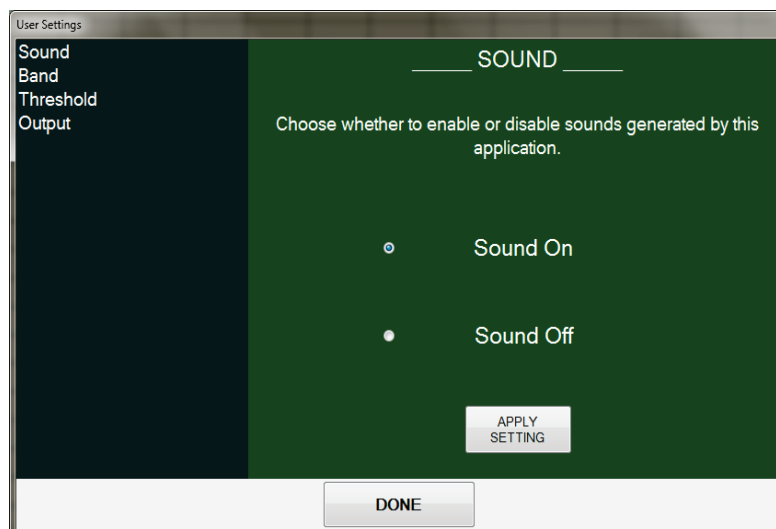 User Settings
Sound
Band
Threshold
Output
_____ SOUND _____
Choose whether to enable or disable sounds generated by this
application.
Sound On
Sound Off
APPLY
SETTING
DONE